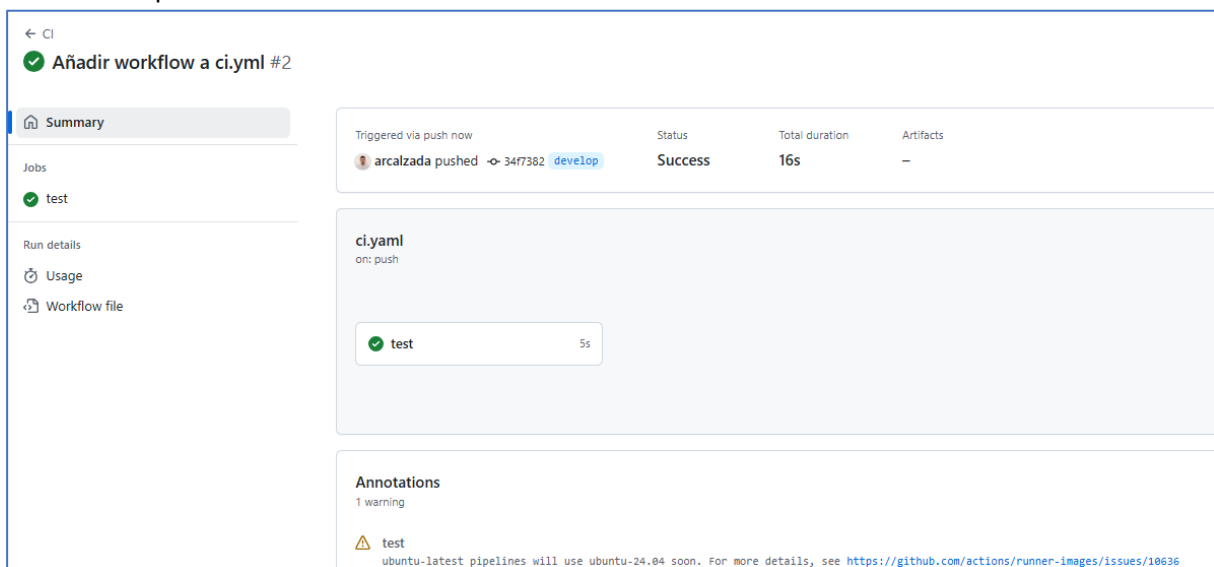 ← CI
Añadir workflow a ci.yml #2
Summary
Jobs
test
Run details
Usage
Workflow file
Triggered via push now
arcalzada pushed 34f7382 develop
Status
Success
Total duration
16s
Artifacts
–
ci.yaml
on: push
test 5s
Annotations
1 warning
test
ubuntu-latest pipelines will use ubuntu-24.04 soon. For more details, see https://github.com/actions/runner-images/issues/10636